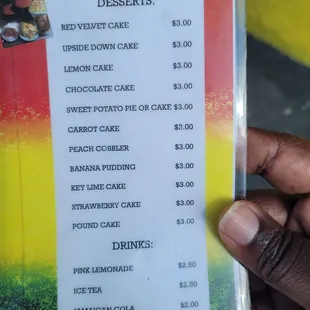 DESSERTS:
RED VELVET CAKE $3.00
UPSIDE DOWN CAKE $3.00
LEMON CAKE $3.00
CHOCOLATE CAKE $3.00
SWEET POTATO PIE OR CAKE $3.00
CARROT CAKE $3.00
PEACH COBBLER $3.00
BANANA PUDDING $3.00
KEY LIME CAKE $3.00
STRAWBERRY CAKE $3.00
POUND CAKE $3.00
DRINKS:
PINK LEMONADE $2.50
ICE TEA $2.50
JAMAICAN COLA $2.00